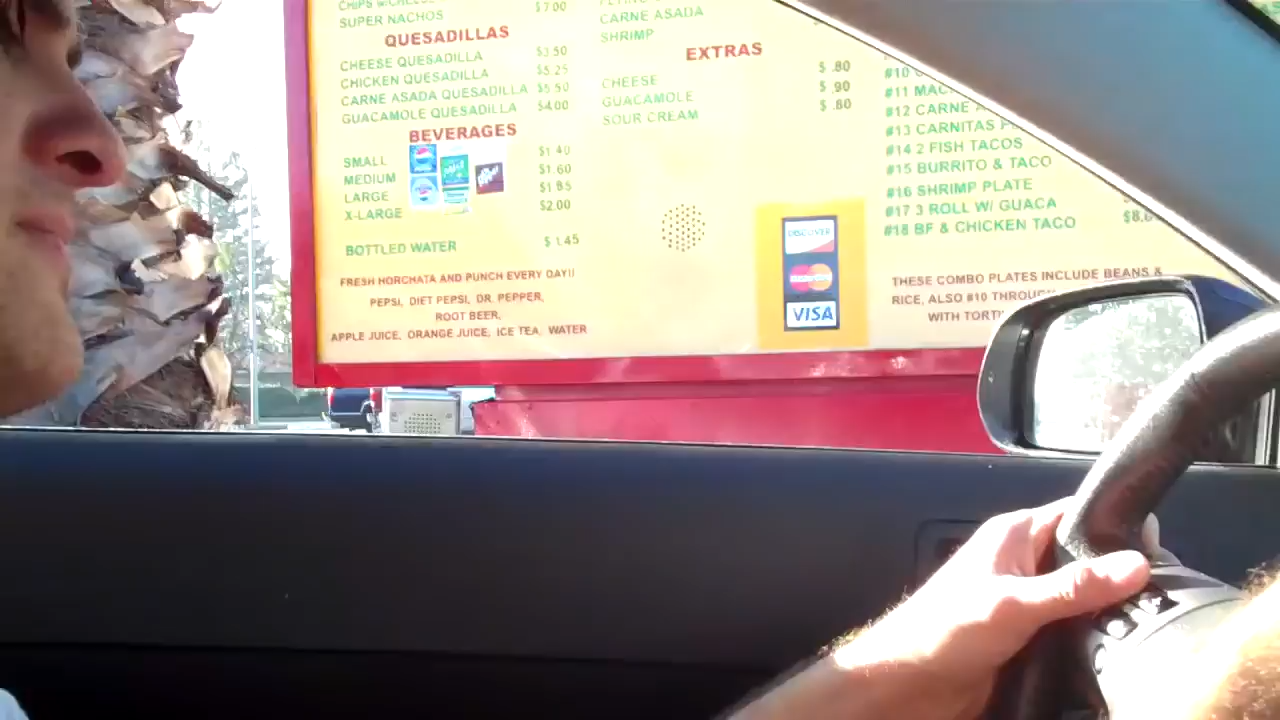 CHIPS W/CHEESE
SUPER NACHOS
$7.00
QUESADILLAS
CHEESE QUESADILLA $3.50
CHICKEN QUESADILLA $5.25
CARNE ASADA QUESADILLA $5.50
GUACAMOLE QUESADILLA $4.00
BEVERAGES
SMALL $1.40
MEDIUM $1.60
LARGE $1.85
X-LARGE $2.00
BOTTLED WATER $1.45
FRESH HORCHATA AND PUNCH EVERY DAY!!
PEPSI, DIET PEPSI, DR. PEPPER,
ROOT BEER,
APPLE JUICE, ORANGE JUICE, ICE TEA, WATER
CARNE ASADA
SHRIMP
EXTRAS
CHEESE $.80
GUACAMOLE $.90
SOUR CREAM $.80
DISCOVER
MasterCard
VISA
#10
#11
#12 CARNE
#13 CARNITAS
#14 2 FISH TACOS
#15 BURRITO & TACO
#16 SHRIMP PLATE
#17 3 ROLL W/ GUACA
#18 BF & CHICKEN TACO
THESE COMBO PLATES INCLUDE BEANS &
RICE, ALSO #10 THROUGH
WITH